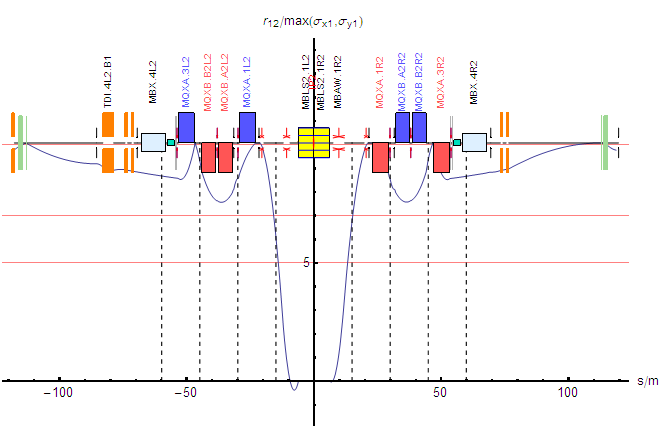 r12/max(σx1,σy1)
TDI.4L2.B1
MBX.4L2
MQXA.3L2
MQXB.B2L2
MQXB.A2L2
MQXA.1L2
MBLS2.1L2
MBLS2.1R2
MBAW.1R2
MQXA.1R2
MQXB.A2R2
MQXB.B2R2
MQXA.3R2
MBX.4R2
5
s/m
-100
-50
0
50
100